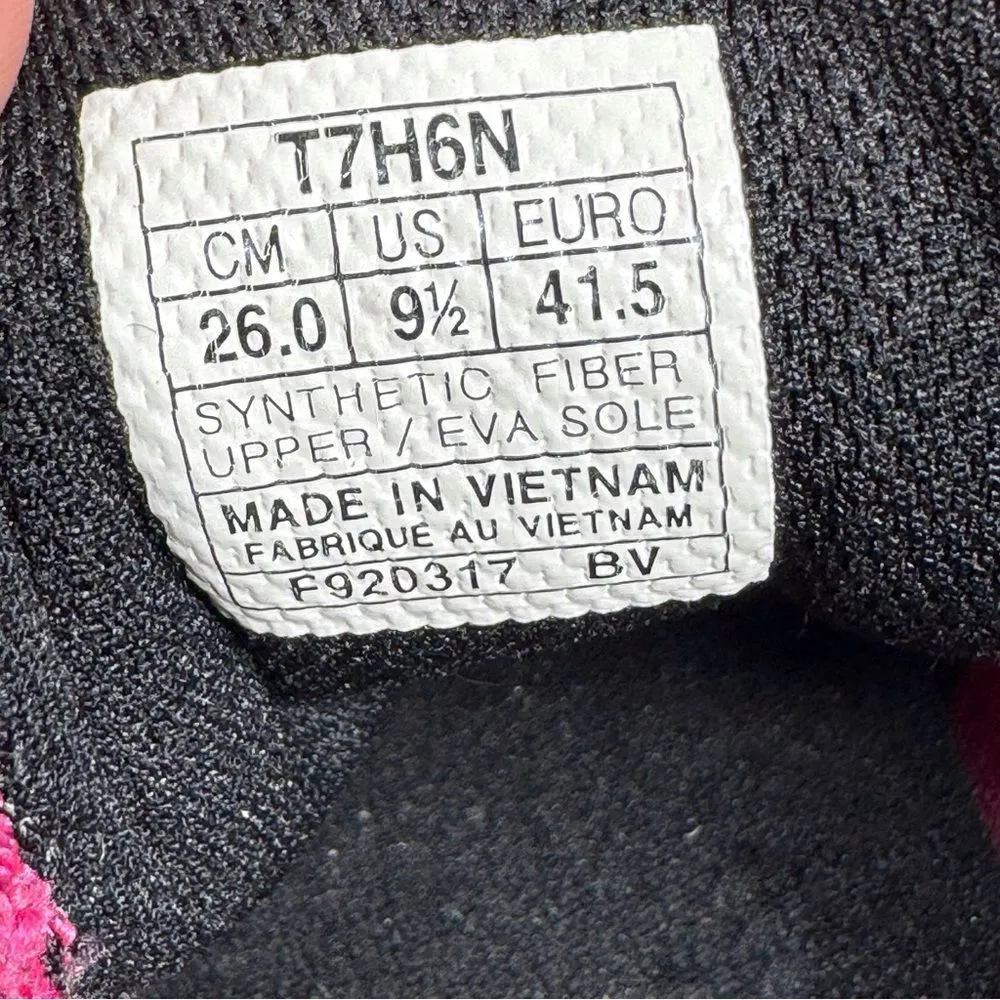 T7H6N
CM US EURO
26.0 9½ 41.5
SYNTHETIC FIBER
UPPER / EVA SOLE
MADE IN VIETNAM
FABRIQUE AU VIETNAM
F920317 BV